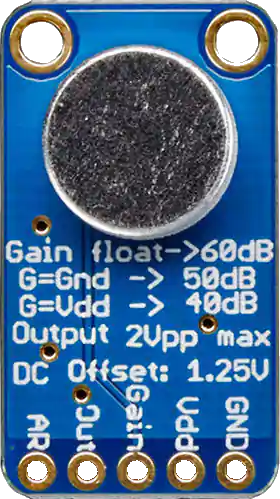 Gain float->60dB
G=Gnd -> 50dB
G=Vdd -> 40dB
Output 2Vpp max
DC Offset: 1.25V
AR Out Gain Vdd GND